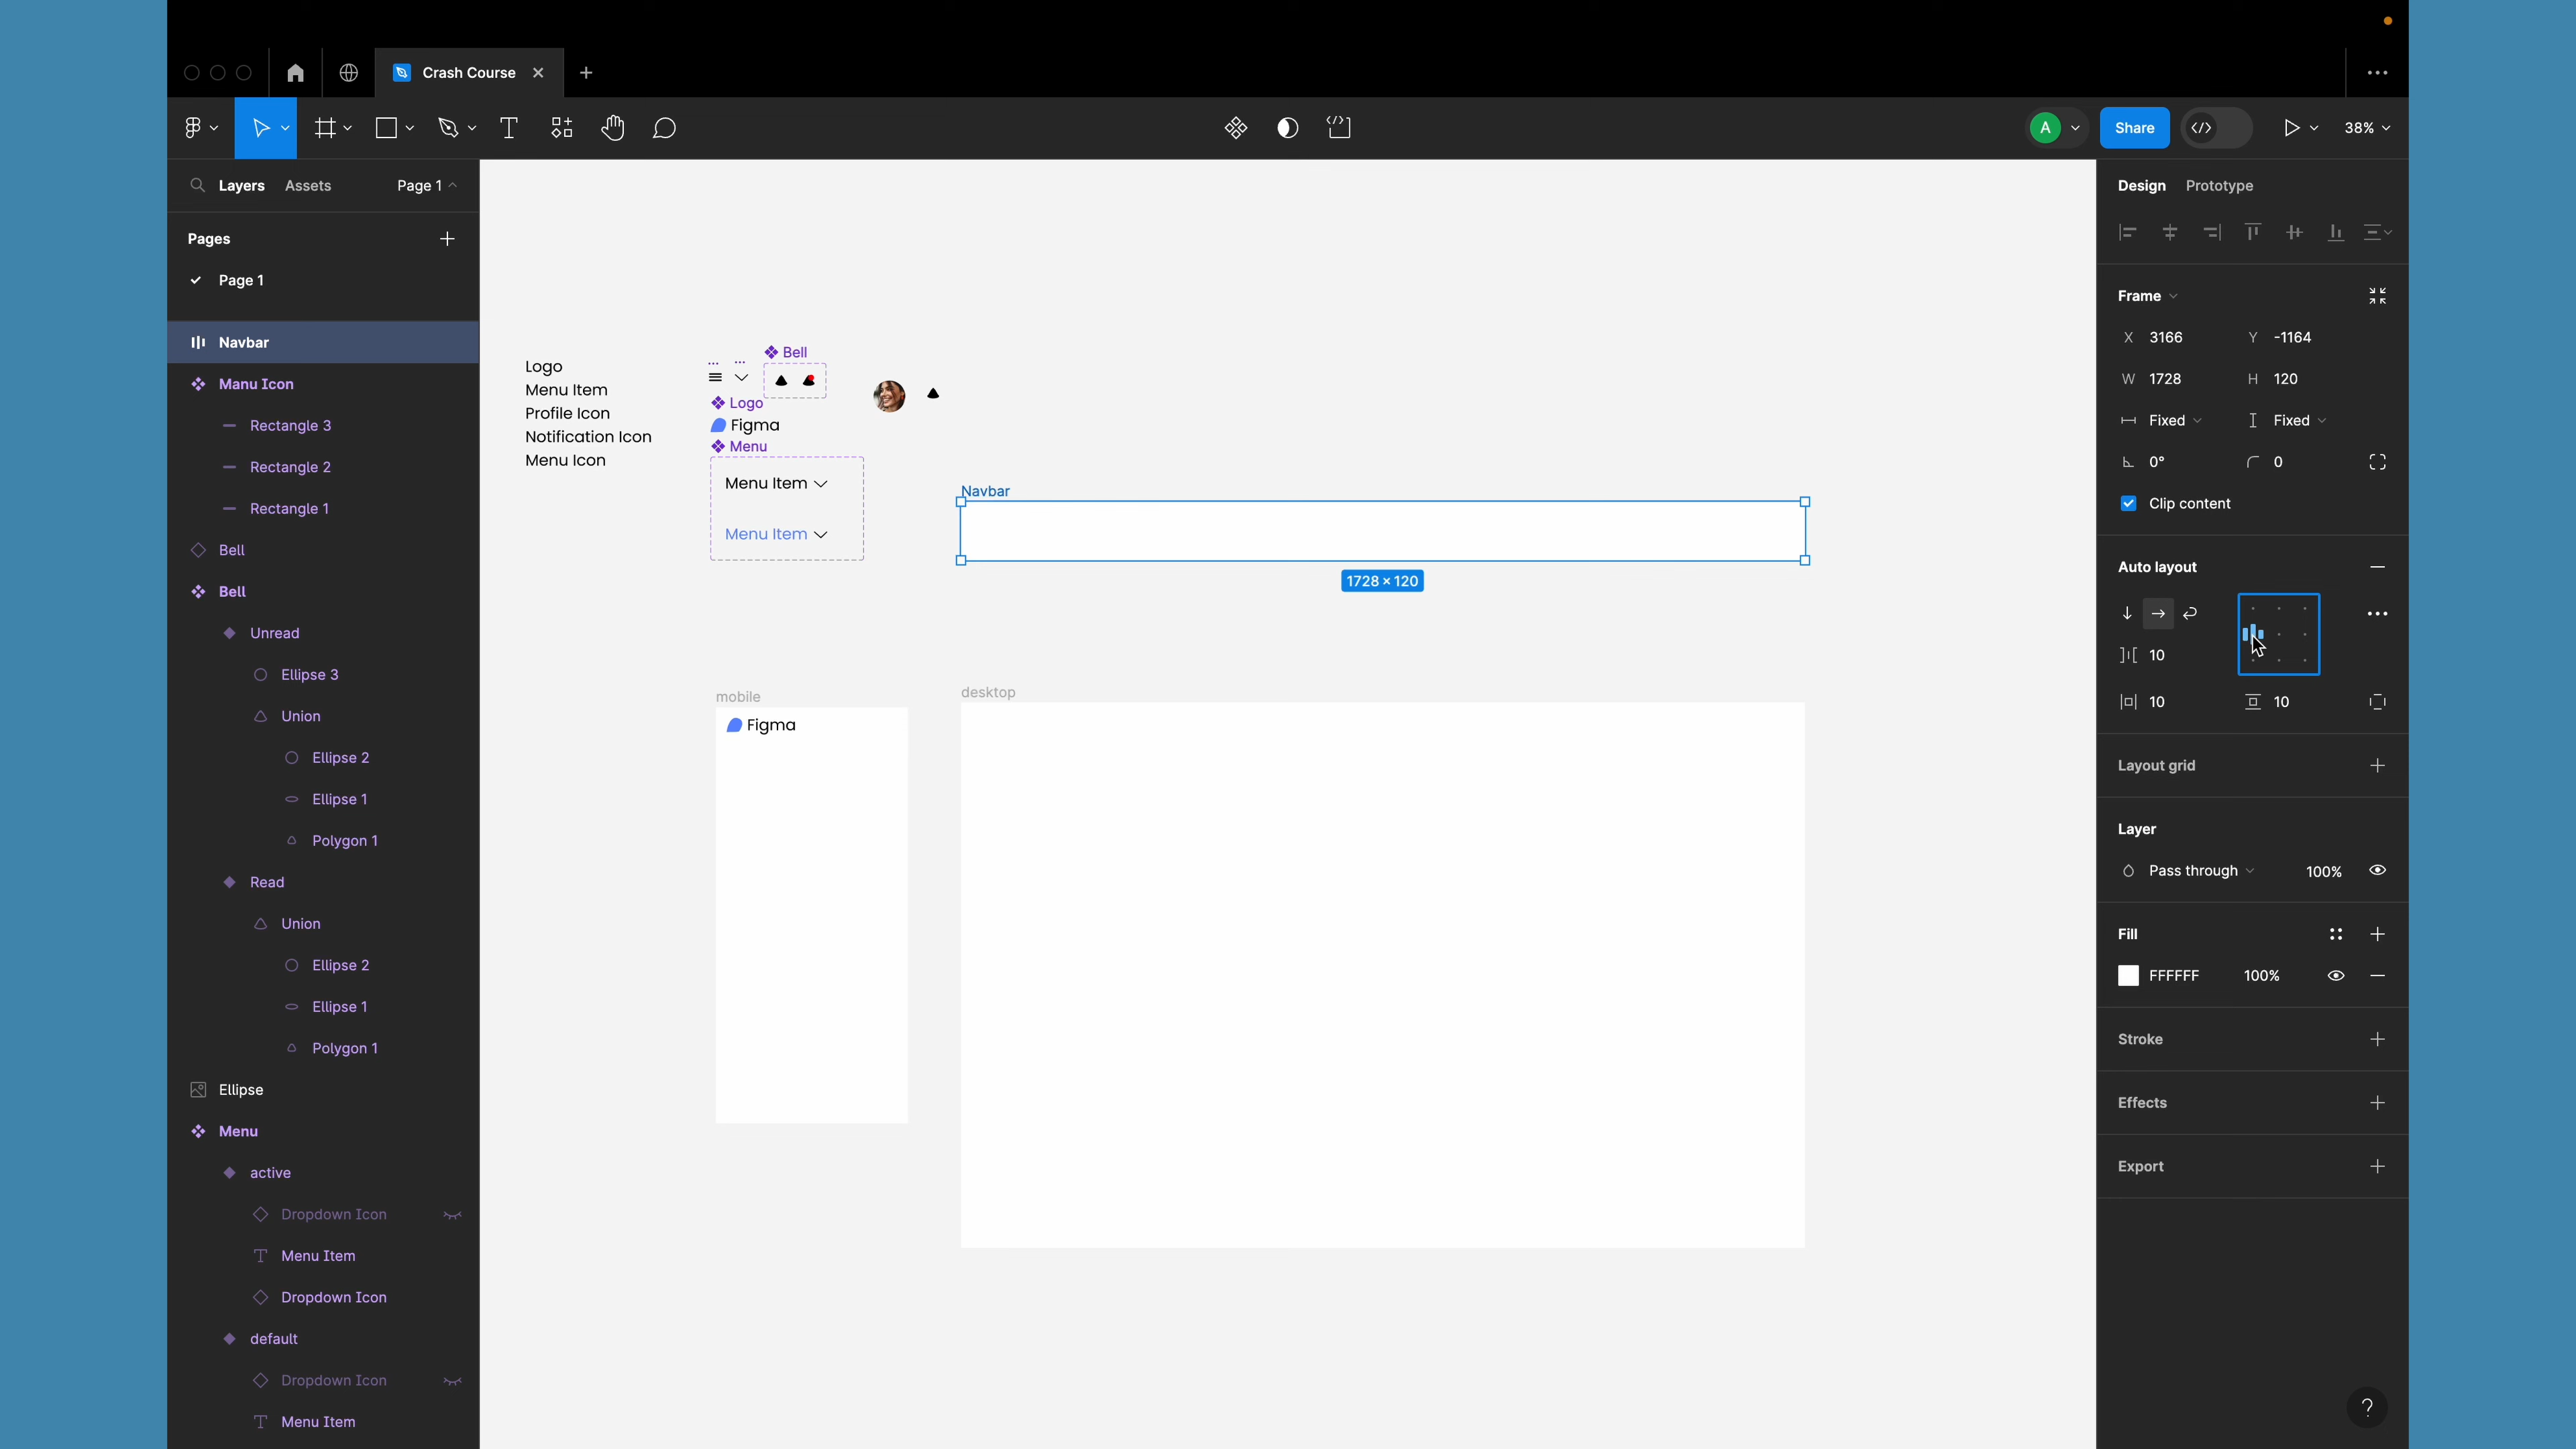 Crash Course
A
Share
38%
Layers
Assets
Page 1
Pages
Page 1
Navbar
Manu Icon
Rectangle 3
Rectangle 2
Rectangle 1
Bell
Bell
Unread
Ellipse 3
Union
Ellipse 2
Ellipse 1
Polygon 1
Read
Union
Ellipse 2
Ellipse 1
Polygon 1
Ellipse
Menu
active
Dropdown Icon
Menu Item
Dropdown Icon
default
Dropdown Icon
Menu Item
Logo
Menu Item
Profile Icon
Notification Icon
Menu Icon
Bell
Logo
Figma
Menu
Menu Item
Menu Item
Navbar
1728 × 120
mobile
Figma
desktop
Design
Prototype
Frame
X 3166 Y -1164
W 1728 H 120
Fixed Fixed
0° 0
Clip content
Auto layout
10
10 10
Layout grid
Layer
Pass through 100%
Fill
FFFFFF 100%
Stroke
Effects
Export
?